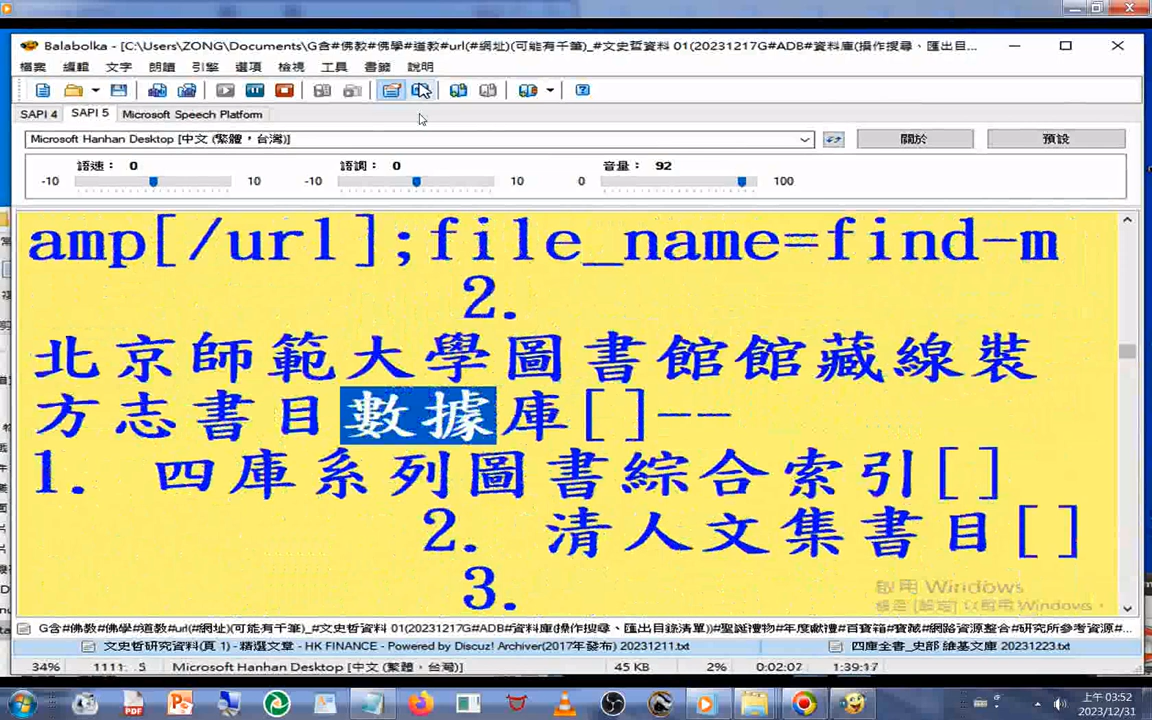 Balabolka - [C:\Users\ZONG\Documents\G含#佛教#佛學#道教#url(#網址)(可能有千筆)_#文史哲資料 01(20231217G#ADB#資料庫(操作搜尋、匯出目...
檔案 編輯 文字 朗讀 引擎 選項 檢視 工具 書籤 說明
SAPI 4 SAPI 5 Microsoft Speech Platform
Microsoft Hanhan Desktop [中文 (繁體，台灣)] 關於 預設
語速： 0 語調： 0 音量： 92
-10 10 -10 10 0 100
amp[/url];file_name=find-m
2.
北京師範大學圖書館館藏線裝
方志書目數據庫[]--
1. 四庫系列圖書綜合索引[]
2. 清人文集書目[]
3.
啟用 Windows
移至 [設定] 以啟用 Windows。
G含#佛教#佛學#道教#url(#網址)(可能有千筆)_#文史哲資料 01(20231217G#ADB#資料庫(操作搜尋、匯出目錄清單))#聖誕禮物#年度獻禮#百寶箱#寶藏#網路資源整合#研究所參考資源#...
文史哲研究資料(頁 1) - 精選文章 - HK FINANCE - Powered by Discuz! Archiver(2017年發布) 20231211.txt 四庫全書_史部 維基文庫 20231223.txt
34% 1111: 5 Microsoft Hanhan Desktop [中文 (繁體，台灣)] 45 KB 2% 0:02:07 1:39:17
上午 03:52
2023/12/31